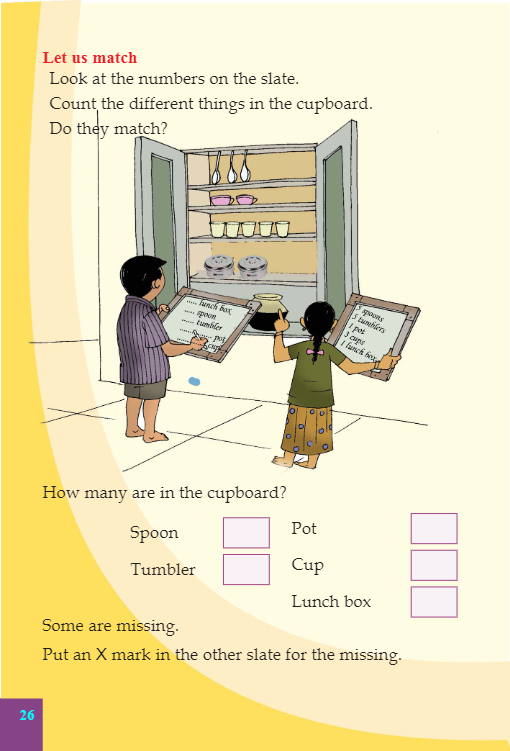 Let us match
Look at the numbers on the slate.
Count the different things in the cupboard.
Do they match?
..... lunch box
..... spoon
..... tumbler
pot
cup
5 spoons
5 tumblers
1 pot
3 cups
1 lunch box
How many are in the cupboard?
Spoon
Pot
Tumbler
Cup
Lunch box
Some are missing.
Put an X mark in the other slate for the missing.
26